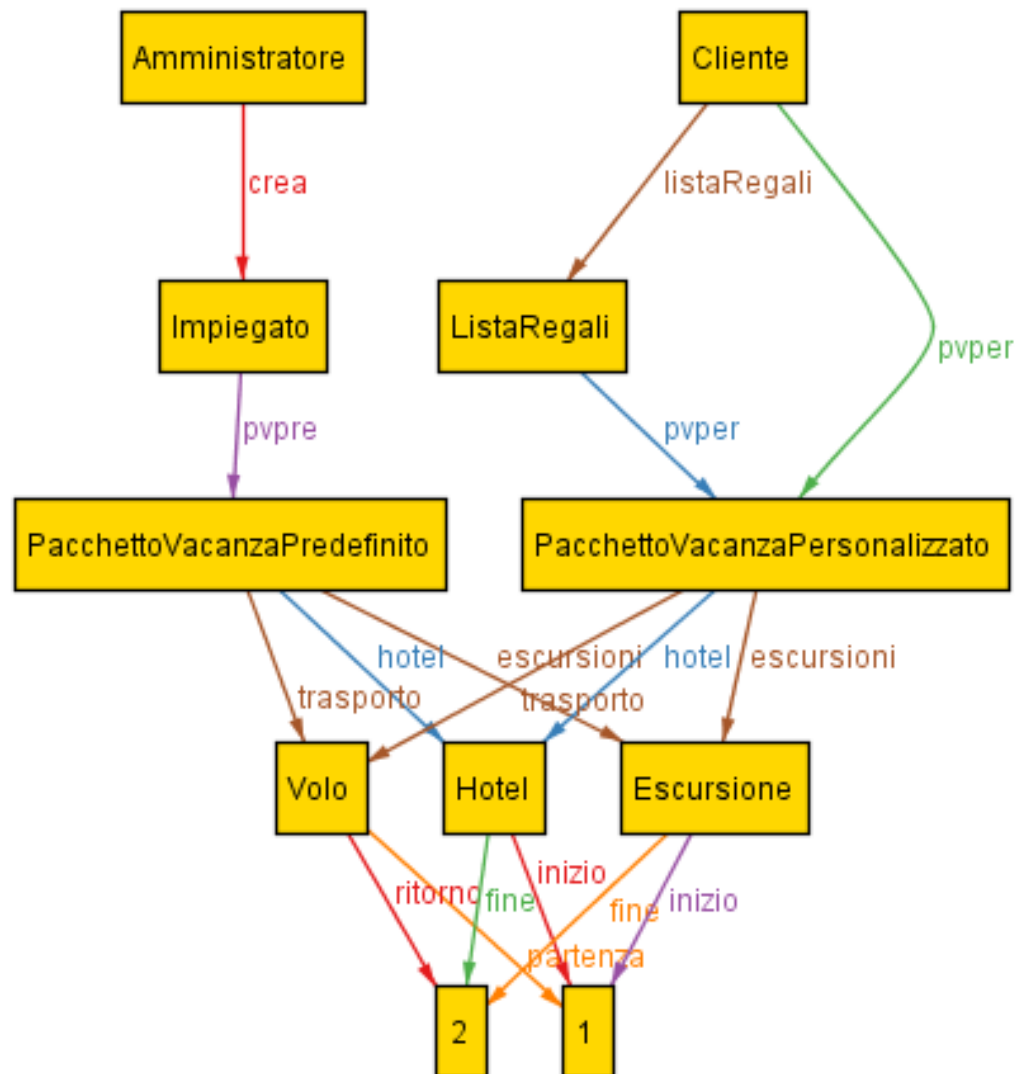 Amministratore
Cliente
crea
listaRegali
Impiegato
ListaRegali
pvper
pvpre
pvper
PacchettoVacanzaPredefinito
PacchettoVacanzaPersonalizzato
hotel
escursioni
hotel
escursioni
trasporto
trasporto
Volo
Hotel
Escursione
ritorno
fine
inizio
fine
inizio
partenza
2
1